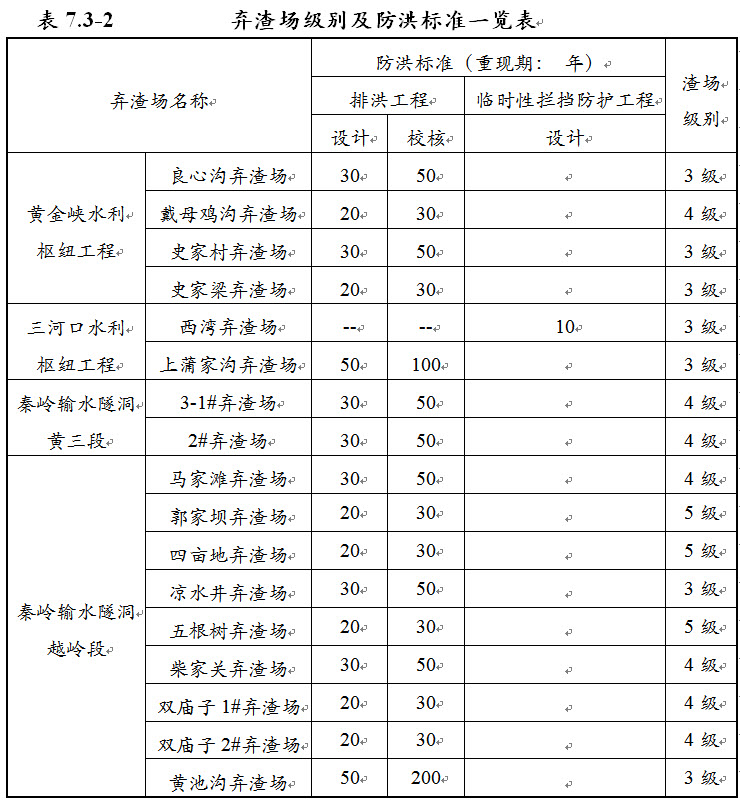 表 7.3-2 弃渣场级别及防洪标准一览表
弃渣场名称 防洪标准（重现期： 年） 渣场级别
排洪工程 临时性拦挡防护工程
设计 校核 设计
黄金峡水利枢纽工程 良心沟弃渣场 30 50 3 级
戴母鸡沟弃渣场 20 30 4 级
史家村弃渣场 30 50 3 级
史家梁弃渣场 20 30 3 级
三河口水利枢纽工程 西湾弃渣场 -- -- 10 3 级
上蒲家沟弃渣场 50 100 3 级
秦岭输水隧洞黄三段 3-1#弃渣场 30 50 4 级
2#弃渣场 30 50 4 级
秦岭输水隧洞越岭段 马家滩弃渣场 30 50 4 级
郭家坝弃渣场 20 30 5 级
四亩地弃渣场 20 30 5 级
凉水井弃渣场 30 50 3 级
五根树弃渣场 20 30 5 级
柴家关弃渣场 30 50 4 级
双庙子 1#弃渣场 20 30 4 级
双庙子 2#弃渣场 20 30 4 级
黄池沟弃渣场 50 200 3 级